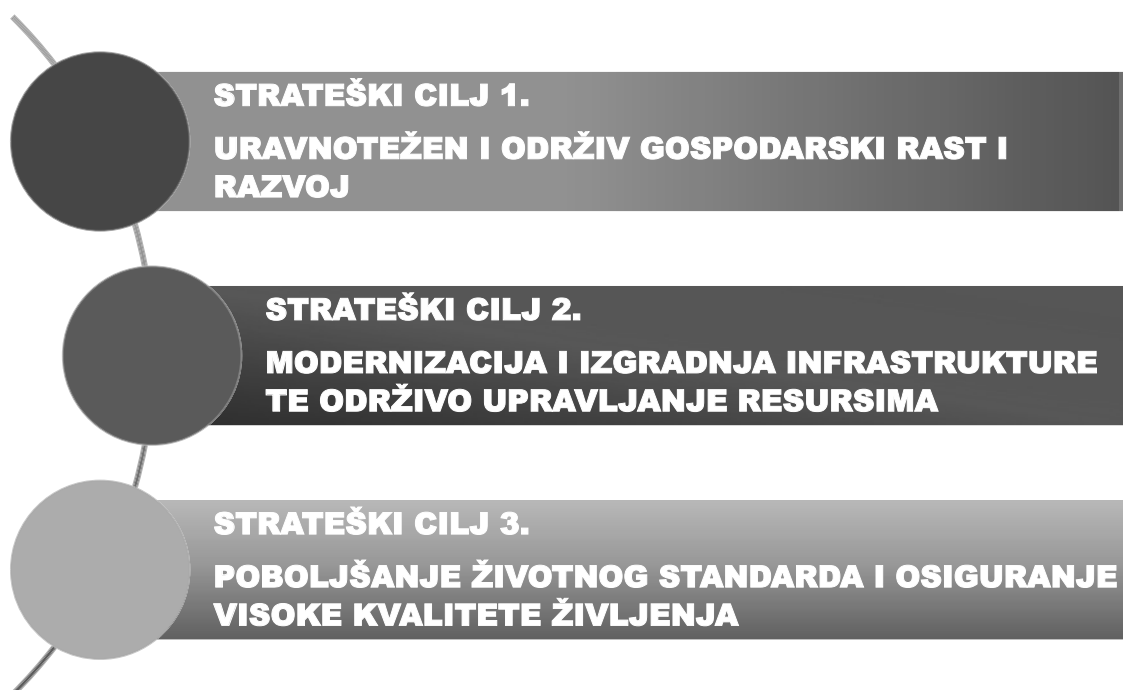 STRATEŠKI CILJ 1.
URAVNOTEŽEN I ODRŽIV GOSPODARSKI RAST I
RAZVOJ
STRATEŠKI CILJ 2.
MODERNIZACIJA I IZGRADNJA INFRASTRUKTURE
TE ODRŽIVO UPRAVLJANJE RESURSIMA
STRATEŠKI CILJ 3.
POBOLJŠANJE ŽIVOTNOG STANDARDA I OSIGURANJE
VISOKE KVALITETE ŽIVLJENJA